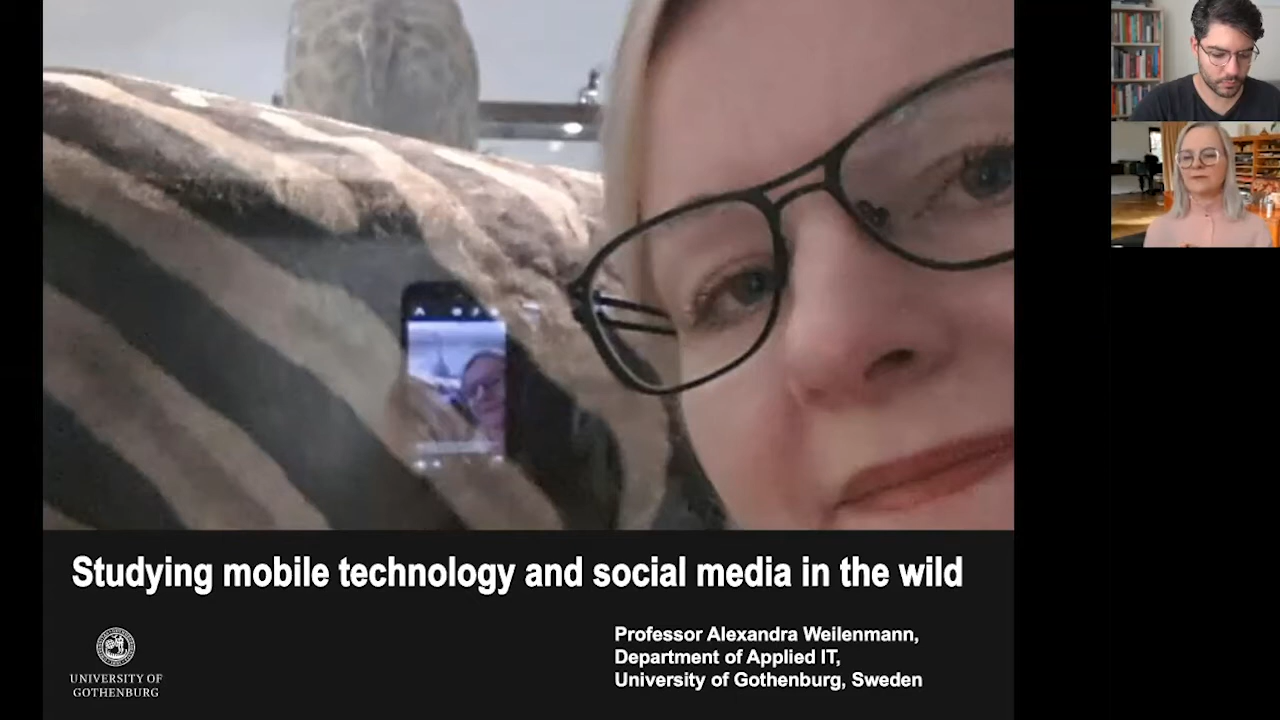 Studying mobile technology and social media in the wild
Professor Alexandra Weilenmann,
Department of Applied IT,
University of Gothenburg, Sweden
UNIVERSITY OF
GOTHENBURG